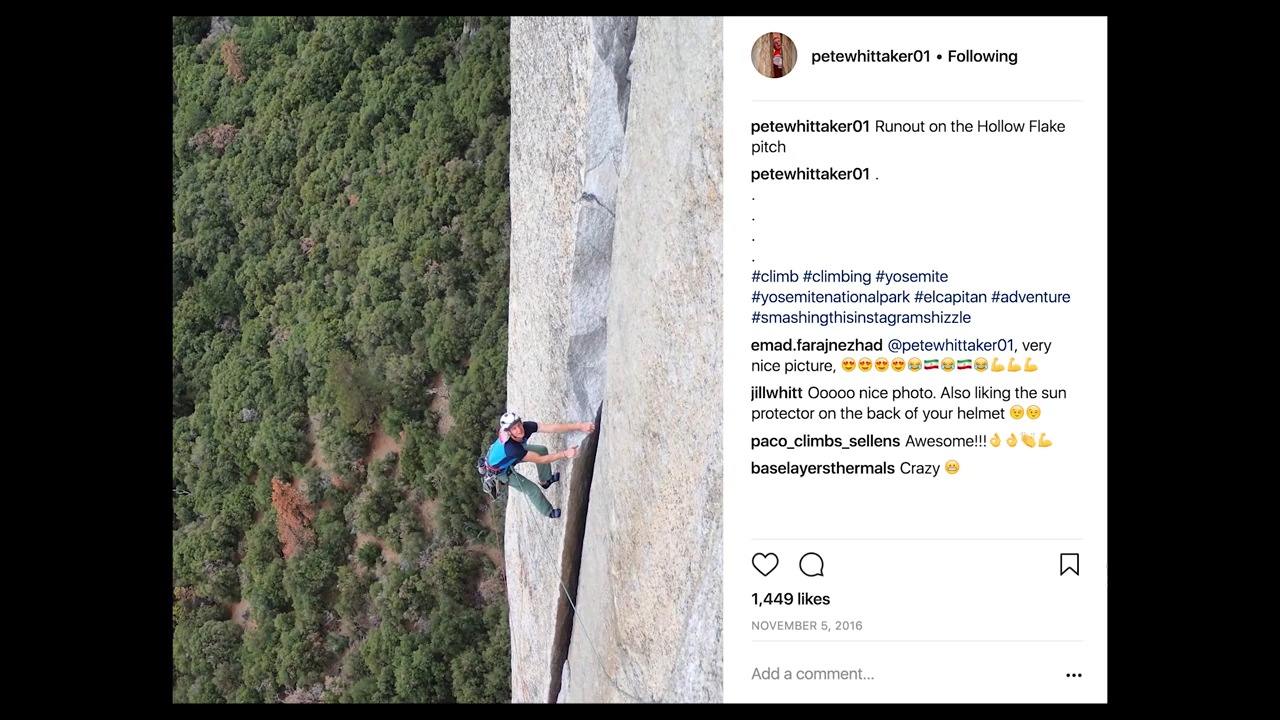 petewhittaker01 • Following
petewhittaker01 Runout on the Hollow Flake
pitch
petewhittaker01 .
.
.
.
.
#climb #climbing #yosemite
#yosemitenationalpark #elcapitan #adventure
#smashingthisinstagramshizzle
emad.farajnezhad @petewhittaker01, very
nice picture, 😍😍😍😍😂🇮🇷😂🇮🇷😂💪💪💪
jillwhitt Ooooo nice photo. Also liking the sun
protector on the back of your helmet 😉😉
paco_climbs_sellens Awesome!!!👌👌👏💪
baselayersthermals Crazy 😬
1,449 likes
NOVEMBER 5, 2016
Add a comment...